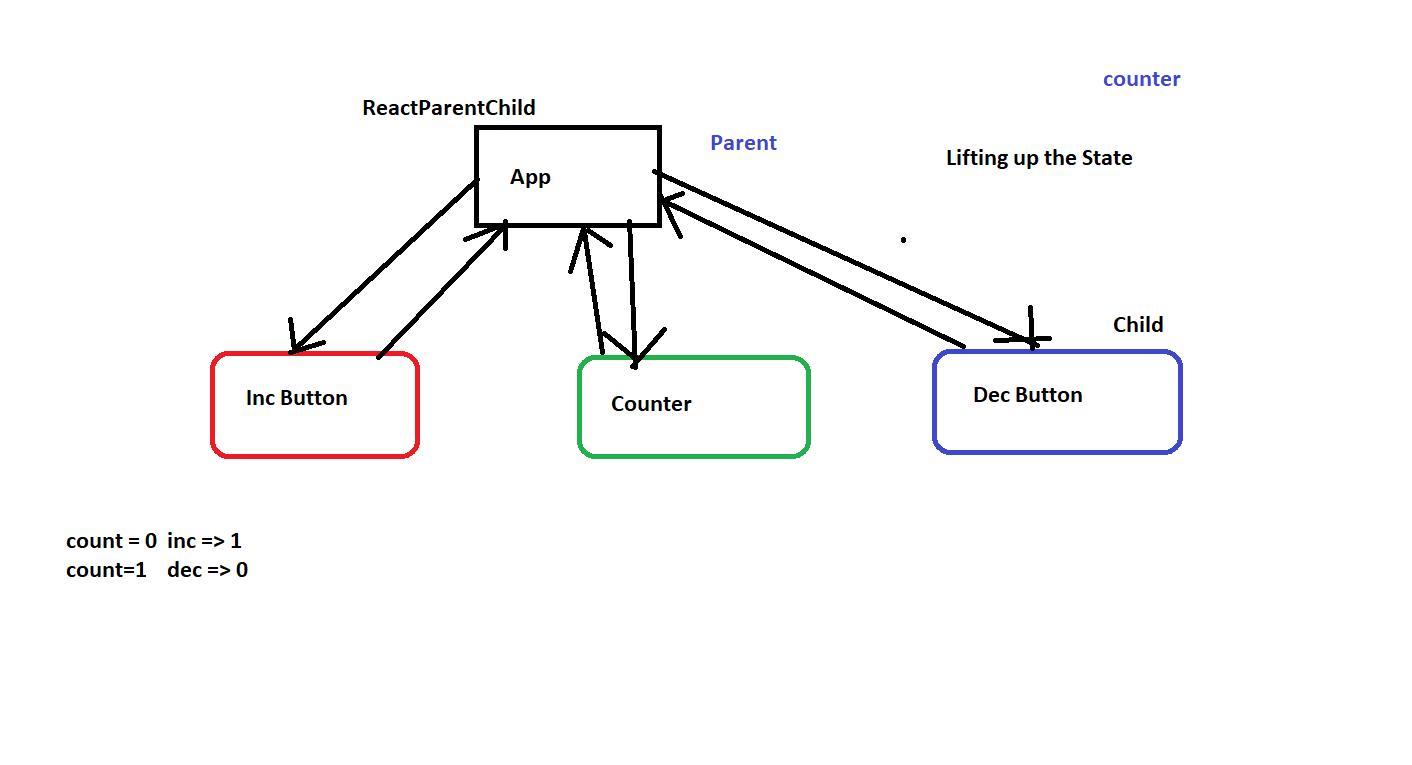 counter
ReactParentChild
Parent
Lifting up the State
App
Child
Inc Button
Counter
Dec Button
count = 0 inc => 1
count=1 dec => 0